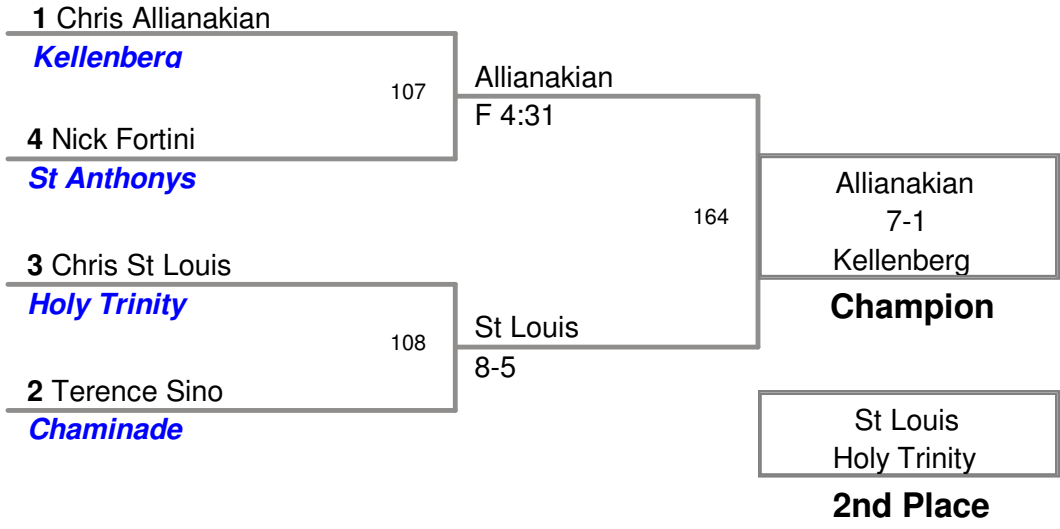 1 Chris Allianakian
Kellenberg
107
Allianakian
F 4:31
4 Nick Fortini
St Anthonys
164
Allianakian
7-1
Kellenberg
Champion
3 Chris St Louis
Holy Trinity
108
St Louis
8-5
2 Terence Sino
Chaminade
St Louis
Holy Trinity
2nd Place